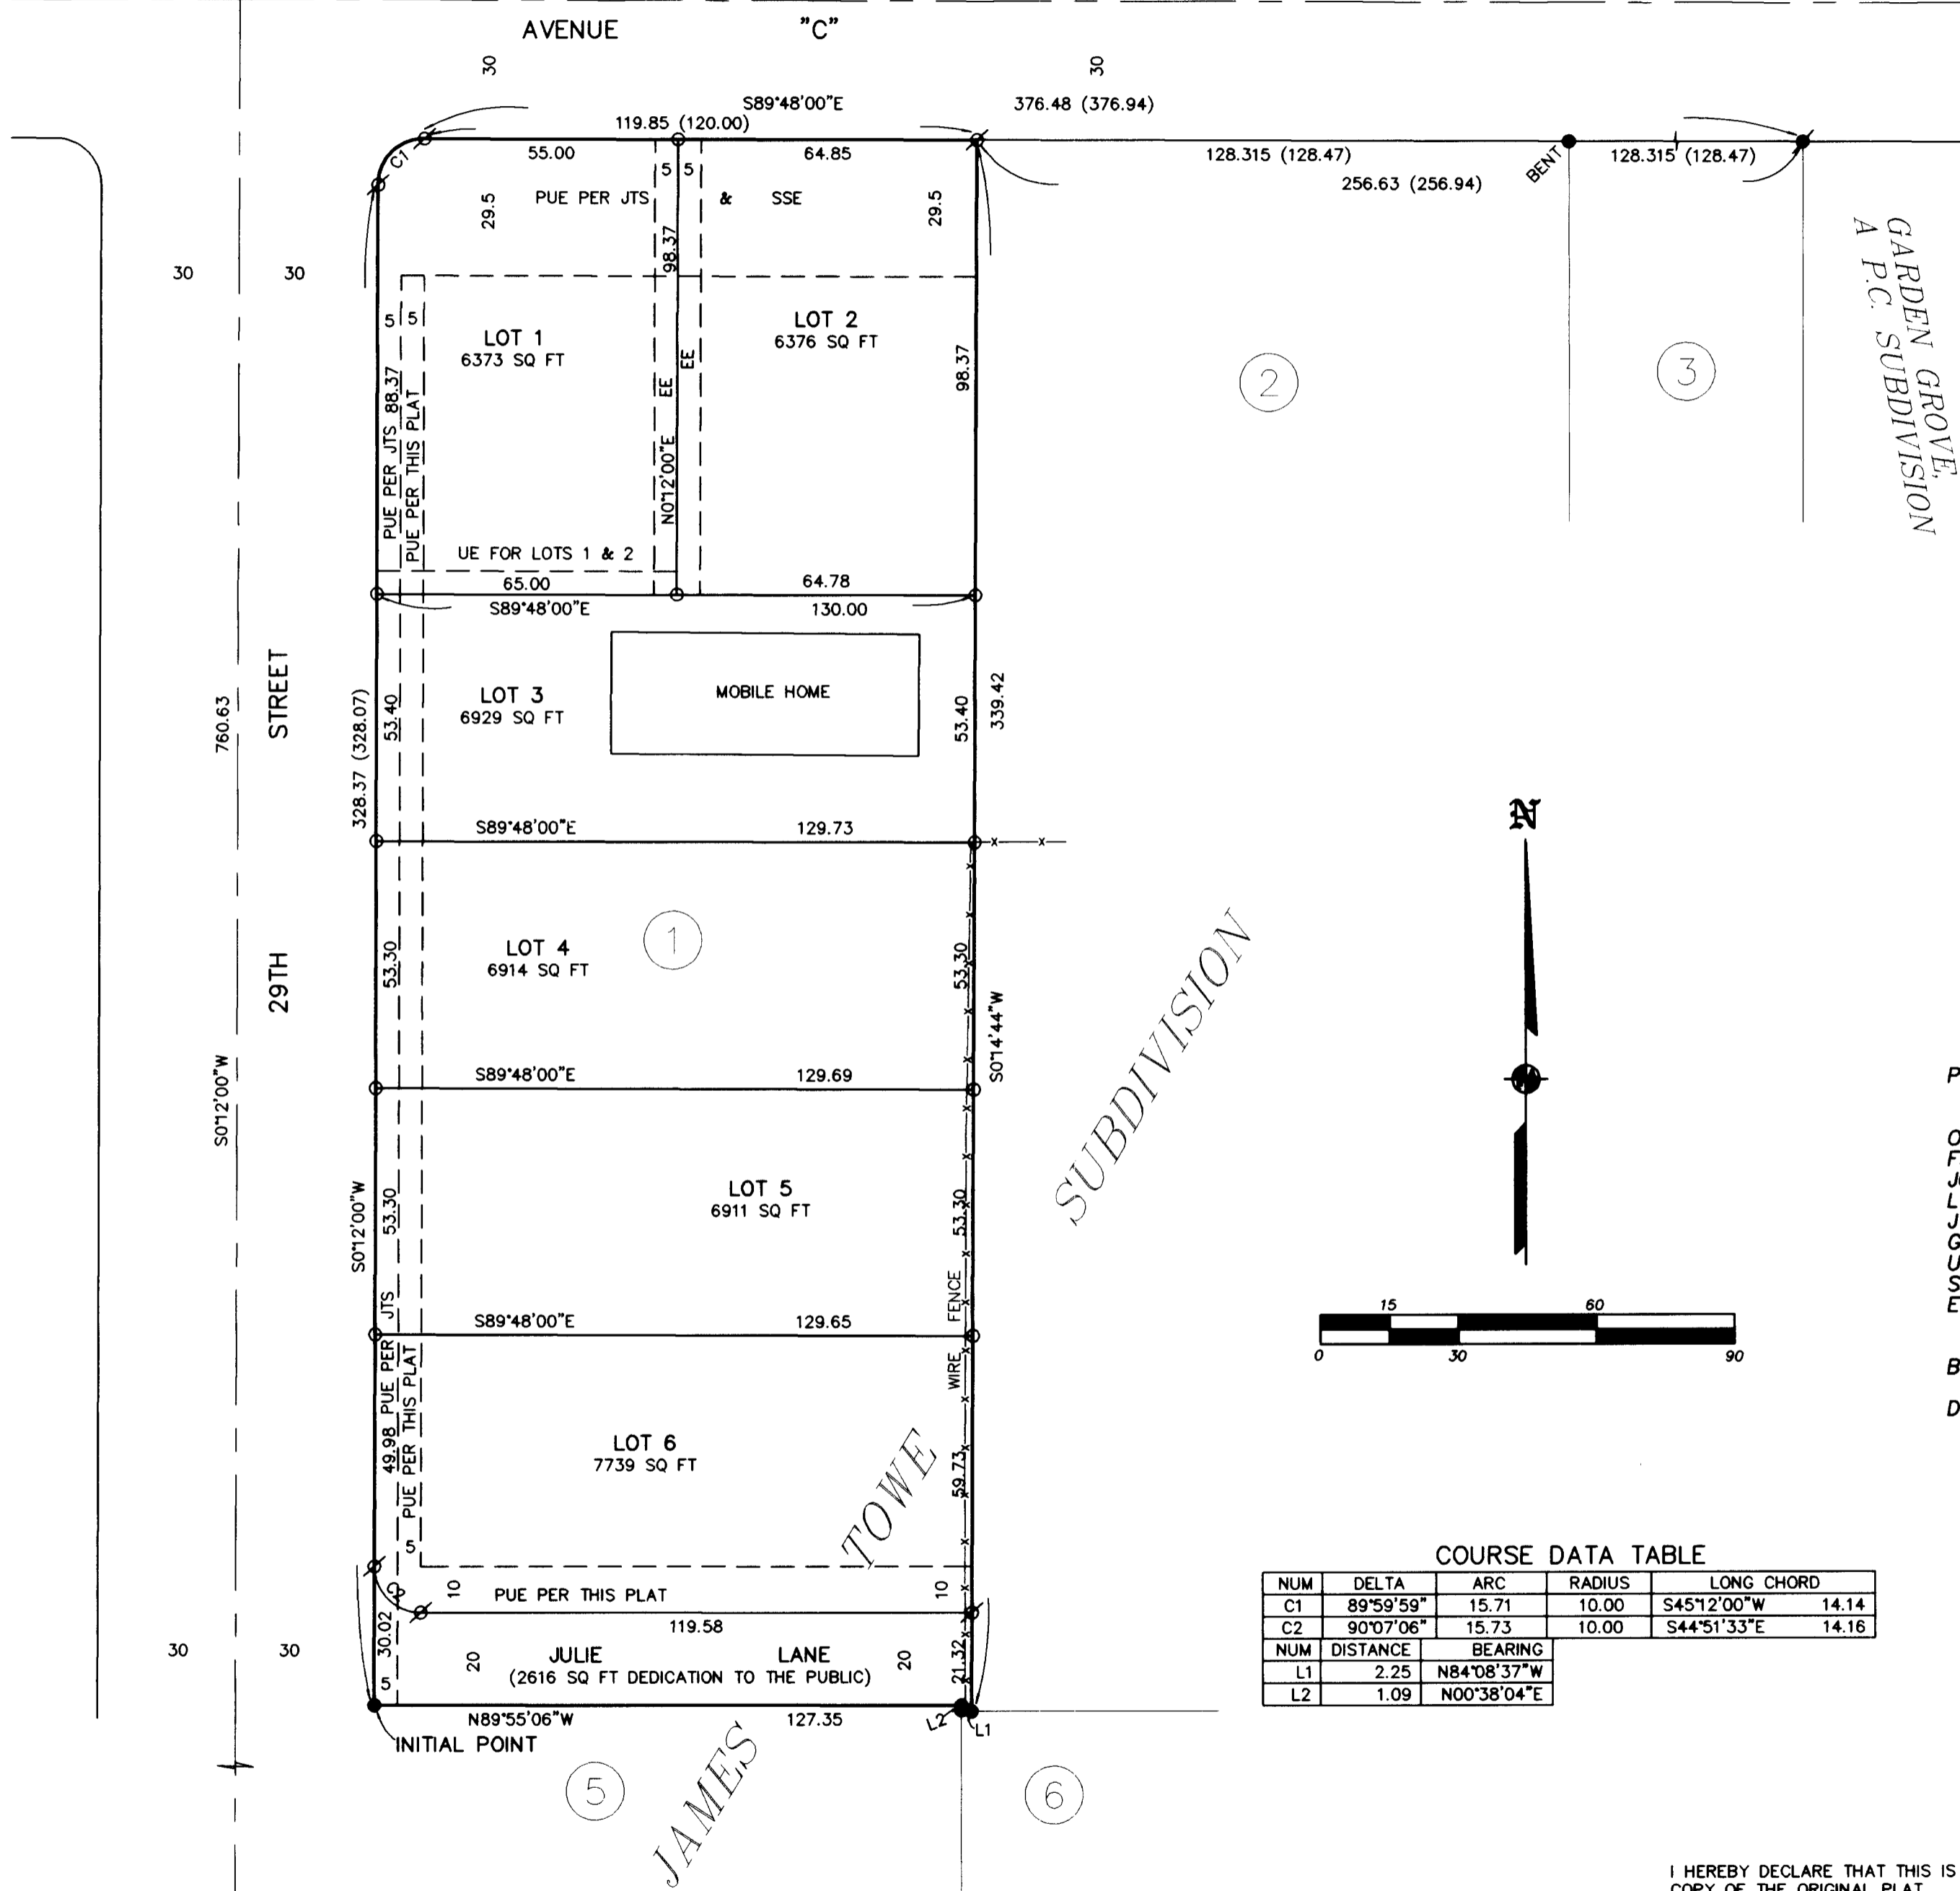 AVENUE "C"
30 30
S89°48'00"E 376.48 (376.94)
119.85 (120.00)
C1 55.00 64.85 128.315 (128.47) BENT 128.315 (128.47)
256.63 (256.94)
5 5
29.5 PUE PER JTS & SSE 29.5
98.37
GARDEN GROVE,
A P.C. SUBDIVISION
30 30
5 5
LOT 1
6373 SQ FT
LOT 2
6376 SQ FT
2 3
PUE PER JTS 88.37
PUE PER THIS PLAT
N0°12'00"E EE
EE
98.37
UE FOR LOTS 1 & 2
65.00 64.78
S89°48'00"E 130.00
MOBILE HOME
LOT 3
6929 SQ FT
760.63
STREET
328.37 (328.07)
53.40
53.40
339.42
S89°48'00"E 129.73
x x
N
LOT 4
6914 SQ FT
1
29TH
53.30
53.30
S0°14'44"W
S89°48'00"E 129.69
S0°12'00"W
SUBDIVISION
LOT 5
6911 SQ FT
S0°12'00"W
53.30
53.30
WIRE FENCE
P
O
F
J
L
J
G
U
S
E
B
D
15 60
0 30 90
S89°48'00"E 129.65
49.98 PUE PER JTS
PUE PER THIS PLAT
5
LOT 6
7739 SQ FT
59.73
TOWE
C2 10 PUE PER THIS PLAT 10
119.58
30 30
30.02
5
20 JULIE LANE 20
(2616 SQ FT DEDICATION TO THE PUBLIC)
21.32
N89°55'06"W 127.35 L2 L1
INITIAL POINT
5 6
JAMES
COURSE DATA TABLE
NUM DELTA ARC RADIUS LONG CHORD
C1 89°59'59" 15.71 10.00 S45°12'00"W 14.14
C2 90°07'06" 15.73 10.00 S44°51'33"E 14.16
NUM DISTANCE BEARING
L1 2.25 N84°08'37"W
L2 1.09 N00°38'04"E
I HEREBY DECLARE THAT THIS IS
COPY OF THE ORIGINAL PLAT